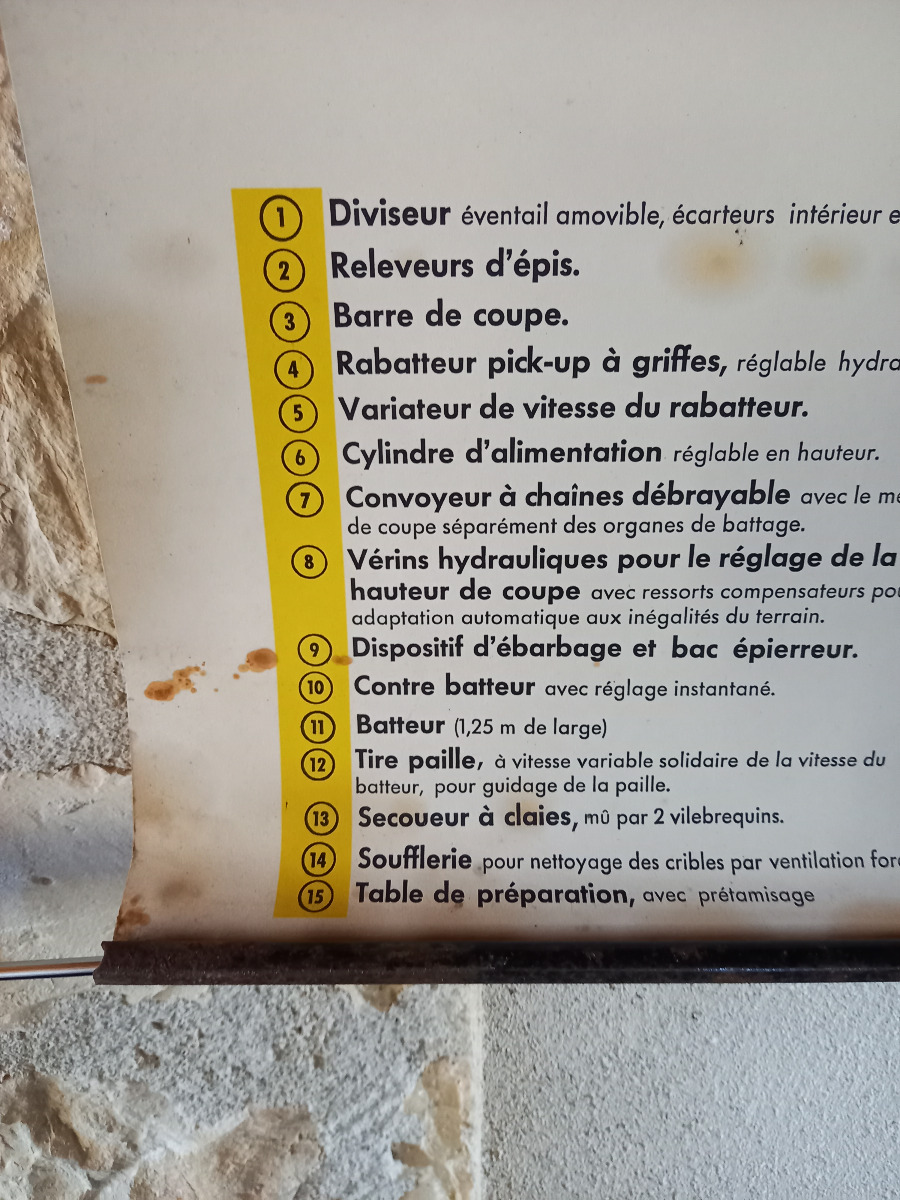 1 Diviseur éventail amovible, écarteurs intérieur
2 Releveurs d'épis.
3 Barre de coupe.
4 Rabatteur pick-up à griffes, réglable
5 Variateur de vitesse du rabatteur.
6 Cylindre d'alimentation réglable en hauteur.
7 Convoyeur à chaînes débrayable avec le
de coupe séparément des organes de battage.
8 Vérins hydrauliques pour le réglage de la
hauteur de coupe avec ressorts compensateurs
adaptation automatique aux inégalités du terrain.
9 Dispositif d'ébarbage et bac épierreur.
10 Contre batteur avec réglage instantané.
11 Batteur (1,25 m de large)
12 Tire paille, à vitesse variable solidaire de la vitesse du
batteur, pour guidage de la paille.
13 Secoueur à claies, mû par 2 vilebrequins.
14 Soufflerie pour nettoyage des cribles par ventilation
15 Table de préparation, avec prétamisage